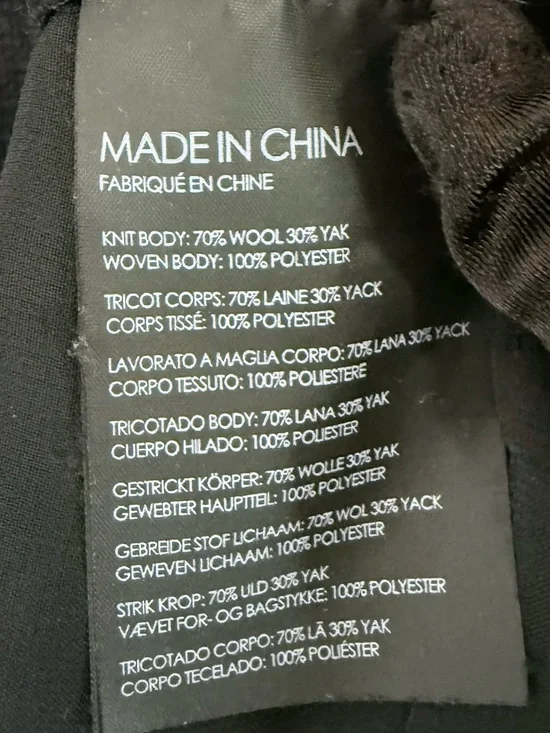 MADE IN CHINA
FABRIQUÉ EN CHINE
KNIT BODY: 70% WOOL 30% YAK
WOVEN BODY: 100% POLYESTER
TRICOT CORPS: 70% LAINE 30% YACK
CORPS TISSÉ: 100% POLYESTER
LAVORATO A MAGLIA CORPO: 70% LANA 30% YACK
CORPO TESSUTO: 100% POLIESTERE
TRICOTADO BODY: 70% LANA 30% YAK
CUERPO HILADO: 100% POLIESTER
GESTRICKT KÖRPER: 70% WOLLE 30% YAK
GEWEBTER HAUPTTEIL: 100% POLYESTER
GEBREIDE STOF LICHAAM: 70% WOL 30% YACK
GEWEVEN LICHAAM: 100% POLYESTER
STRIK KROP: 70% ULD 30% YAK
VÆVET FOR- OG BAGSTYKKE: 100% POLYESTER
TRICOTADO CORPO: 70% LÃ 30% YAK
CORPO TECELADO: 100% POLIÉSTER